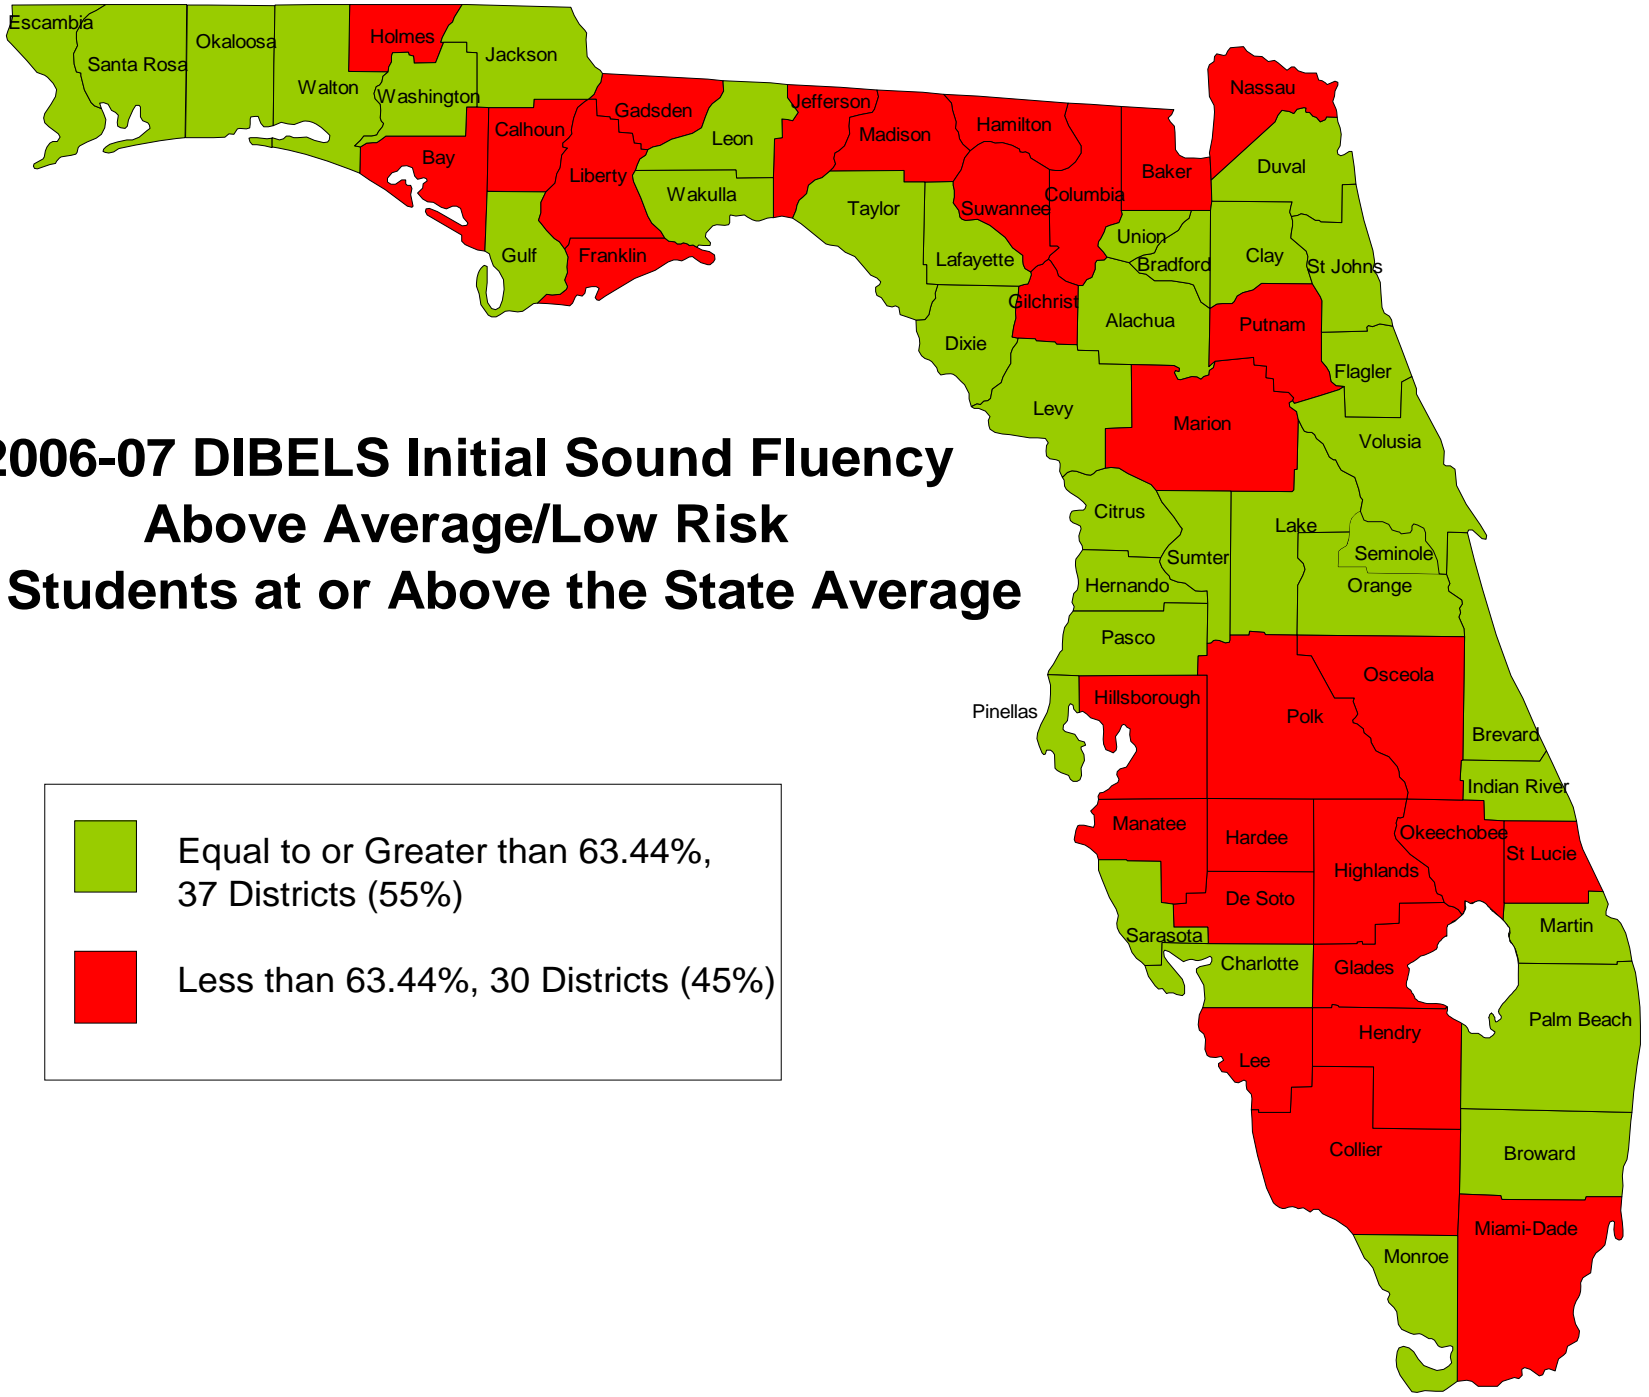 Escambia
Santa Rosa
Okaloosa
Walton
Holmes
Washington
Jackson
Bay
Calhoun
Gulf
Gadsden
Liberty
Franklin
Leon
Wakulla
Jefferson
Madison
Taylor
Hamilton
Suwannee
Lafayette
Dixie
Columbia
Gilchrist
Baker
Nassau
Duval
Union
Bradford
Clay
St Johns
Alachua
Putnam
Flagler
Levy
Marion
Volusia
2006-07 DIBELS Initial Sound Fluency
Above Average/Low Risk
Students at or Above the State Average
Citrus
Sumter
Lake
Seminole
Hernando
Orange
Pasco
Pinellas
Hillsborough
Polk
Osceola
Brevard
Indian River
Manatee
Hardee
Highlands
Okeechobee
St Lucie
De Soto
Sarasota
Charlotte
Glades
Martin
Lee
Hendry
Palm Beach
Collier
Broward
Monroe
Miami-Dade
Equal to or Greater than 63.44%,
37 Districts (55%)
Less than 63.44%, 30 Districts (45%)